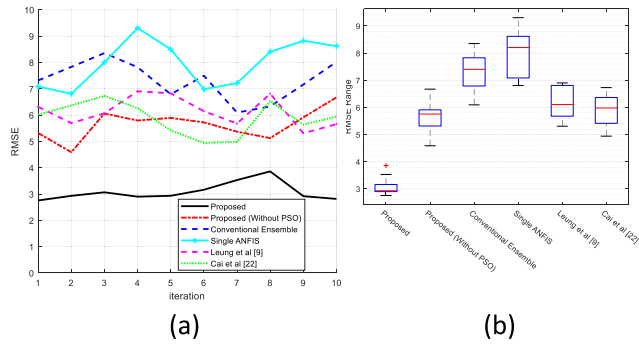 10
9
8
7
6
5
4
3
2
1
0
RMSE
1 2 3 4 5 6 7 8 9 10
iteration
Proposed
Proposed (Without PSO)
Conventional Ensemble
Single ANFIS
Leung et al [9]
Cai et al [22]
(a)
9
8
7
6
5
4
3
RMSE Range
Proposed
Proposed (Without PSO)
Conventional Ensemble
Single ANFIS
Leung et al [9]
Cai et al [22]
(b)